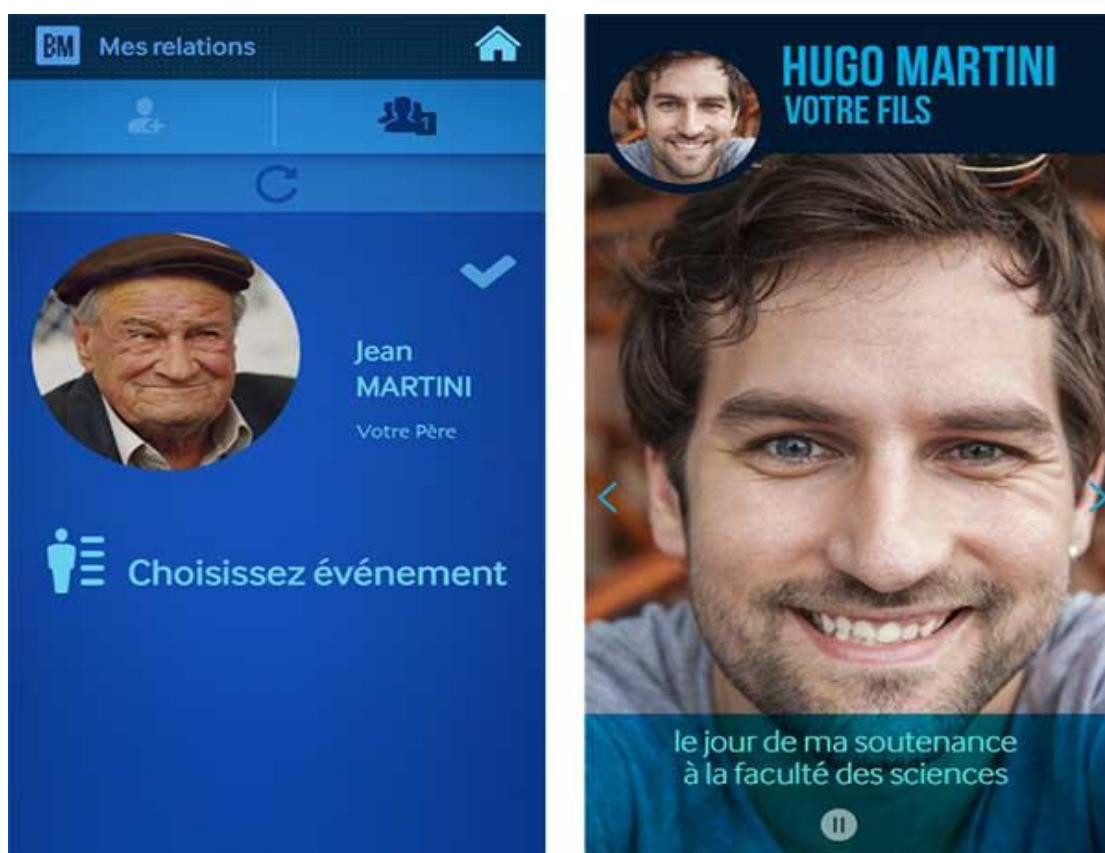 B&M Mes relations
1
Jean
MARTINI
Votre Père
Choisissez événement
HUGO MARTINI
VOTRE FILS
le jour de ma soutenance
à la faculté des sciences